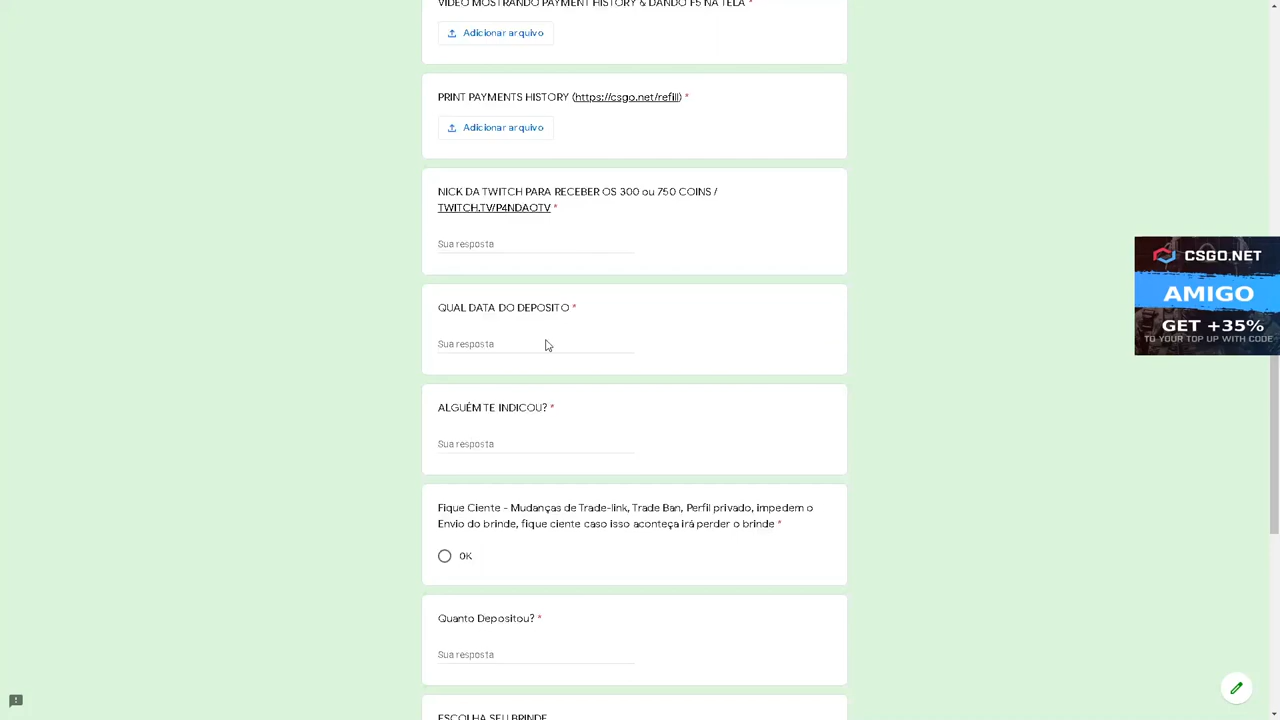 VIDEO MOSTRANDO PAYMENT HISTORY & DANDO F5 NA TELA *
Adicionar arquivo
PRINT PAYMENTS HISTORY (https://csgo.net/refill) *
Adicionar arquivo
NICK DA TWITCH PARA RECEBER OS 300 ou 750 COINS /
TWITCH.TV/P4NDAOTV *
Sua resposta
QUAL DATA DO DEPOSITO *
Sua resposta
ALGUÉM TE INDICOU? *
Sua resposta
Fique Ciente - Mudanças de Trade-link, Trade Ban, Perfil privado, impedem o
Envio do brinde, fique ciente caso isso aconteça irá perder o brinde *
OK
Quanto Depositou? *
Sua resposta
ESCOLHA SEU BRINDE
CSGO.NET
AMIGO
GET +35%
TO YOUR TOP UP WITH CODE